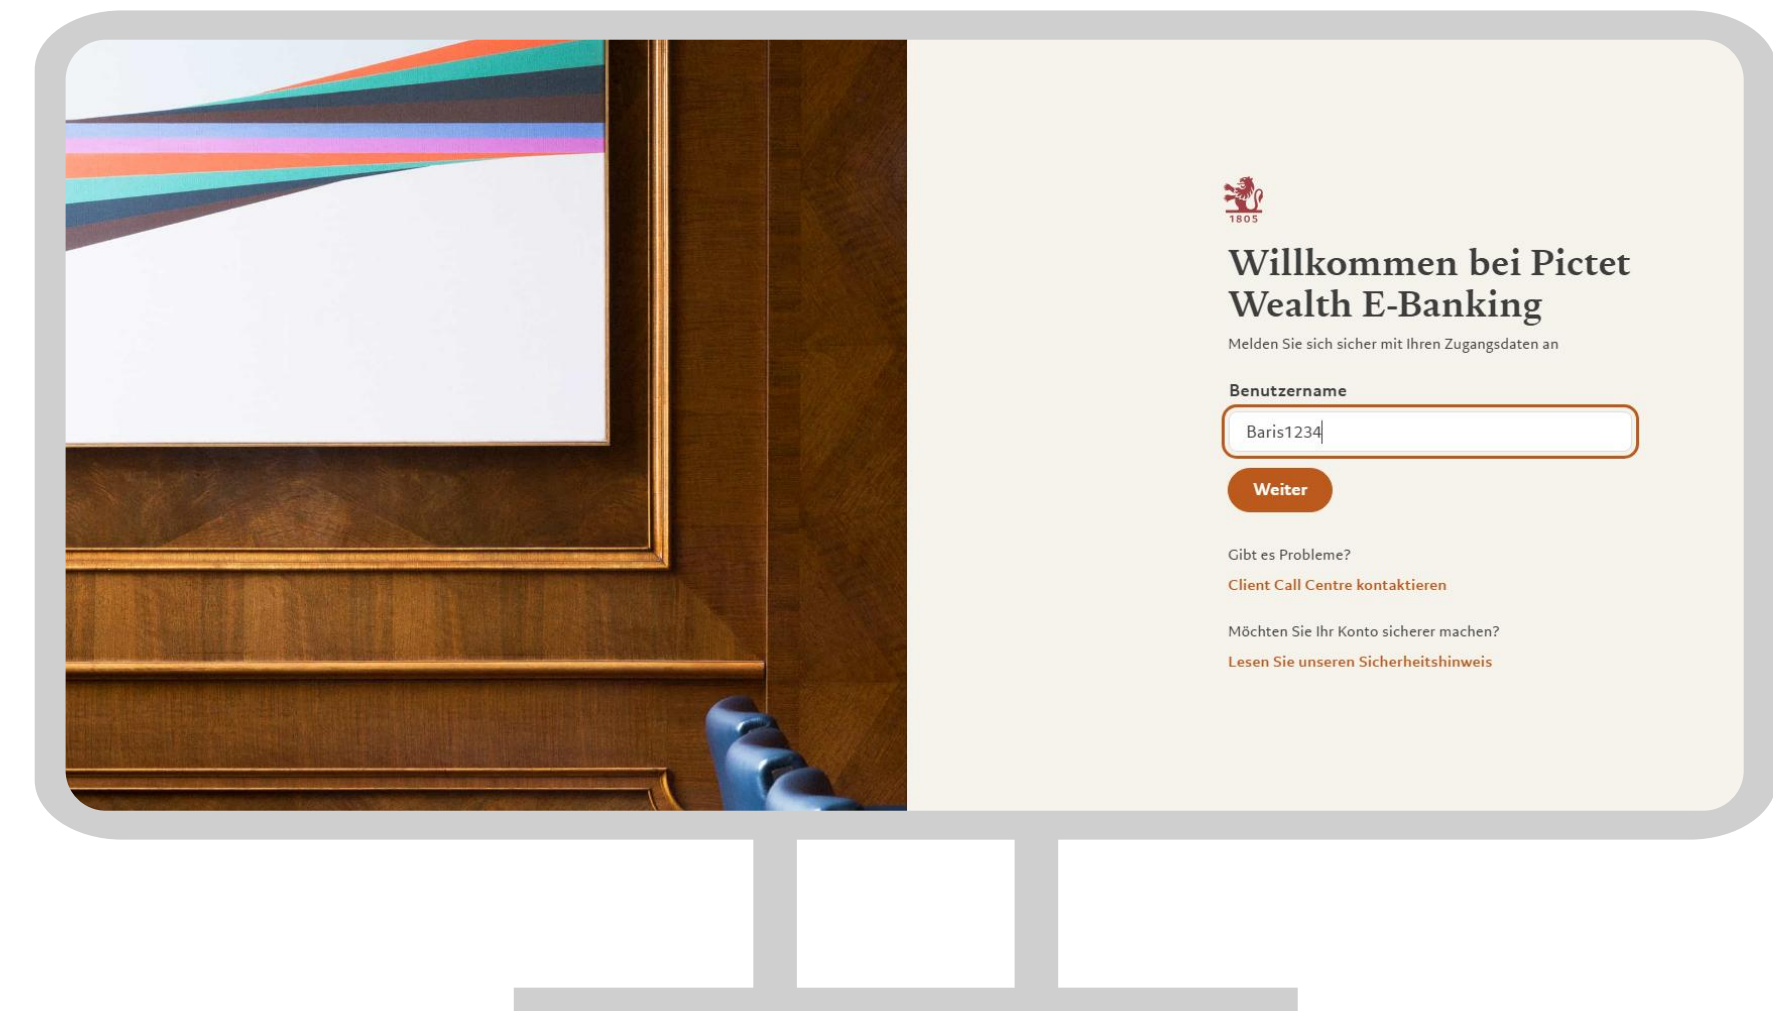 1805
Willkommen bei Pictet
Wealth E-Banking
Melden Sie sich sicher mit Ihren Zugangsdaten an
Benutzername
Baris1234
Weiter
Gibt es Probleme?
Client Call Centre kontaktieren
Möchten Sie Ihr Konto sicherer machen?
Lesen Sie unseren Sicherheitshinweis